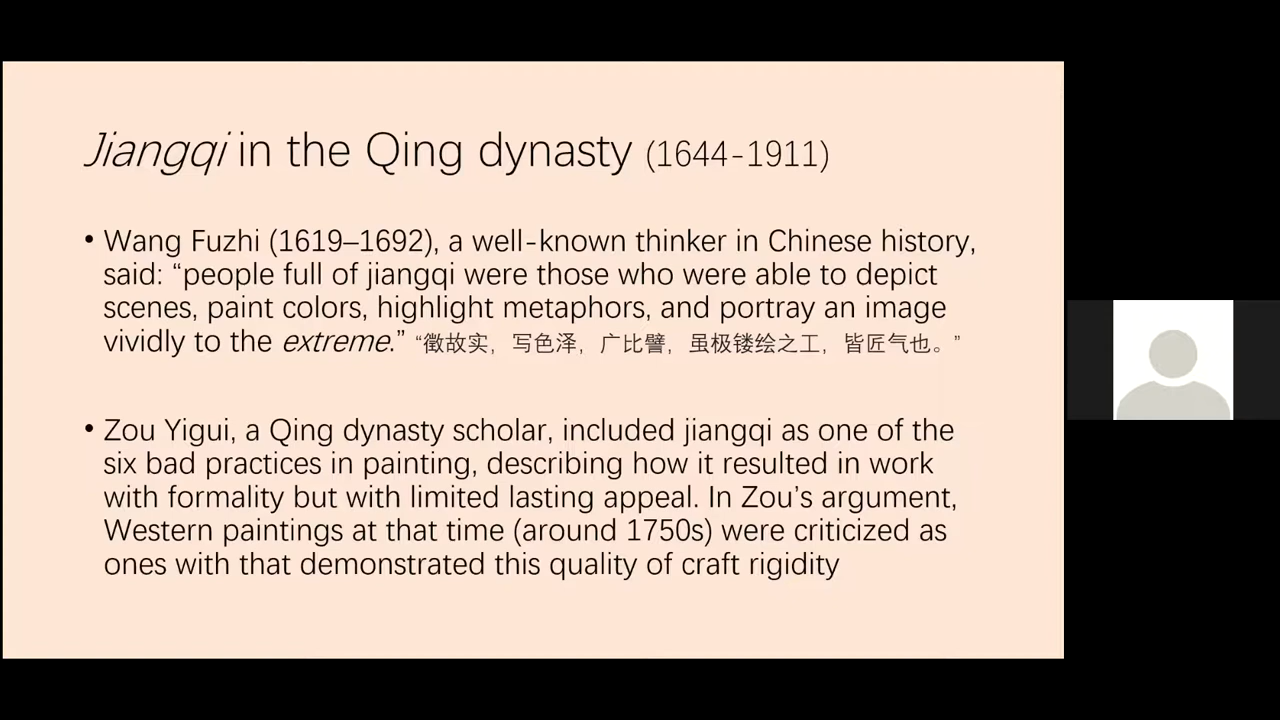 Jiangqi in the Qing dynasty (1644-1911)
• Wang Fuzhi (1619–1692), a well-known thinker in Chinese history,
said: “people full of jiangqi were those who were able to depict
scenes, paint colors, highlight metaphors, and portray an image
vividly to the extreme.” “徵故实，写色泽，广比譬，虽极镂绘之工，皆匠气也。”
• Zou Yigui, a Qing dynasty scholar, included jiangqi as one of the
six bad practices in painting, describing how it resulted in work
with formality but with limited lasting appeal. In Zou’s argument,
Western paintings at that time (around 1750s) were criticized as
ones with that demonstrated this quality of craft rigidity